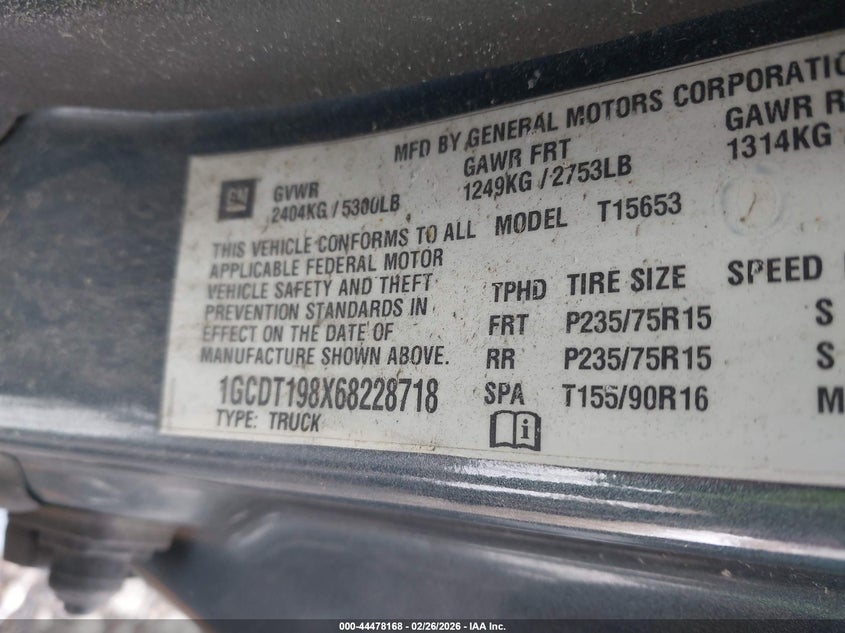 MFD BY GENERAL MOTORS CORPORATIO
GM
GVWR
2404KG / 5300LB
GAWR FRT
1249KG / 2753LB
GAWR R
1314KG
THIS VEHICLE CONFORMS TO ALL
APPLICABLE FEDERAL MOTOR
VEHICLE SAFETY AND THEFT
PREVENTION STANDARDS IN
EFFECT ON THE DATE OF
MANUFACTURE SHOWN ABOVE.
1GCDT198X68228718
TYPE: TRUCK
MODEL T15653
TPHD TIRE SIZE SPEED
FRT P235/75R15 S
RR P235/75R15 S
SPA T155/90R16 M
000-44478168 - 02/26/2026 - IAA Inc.